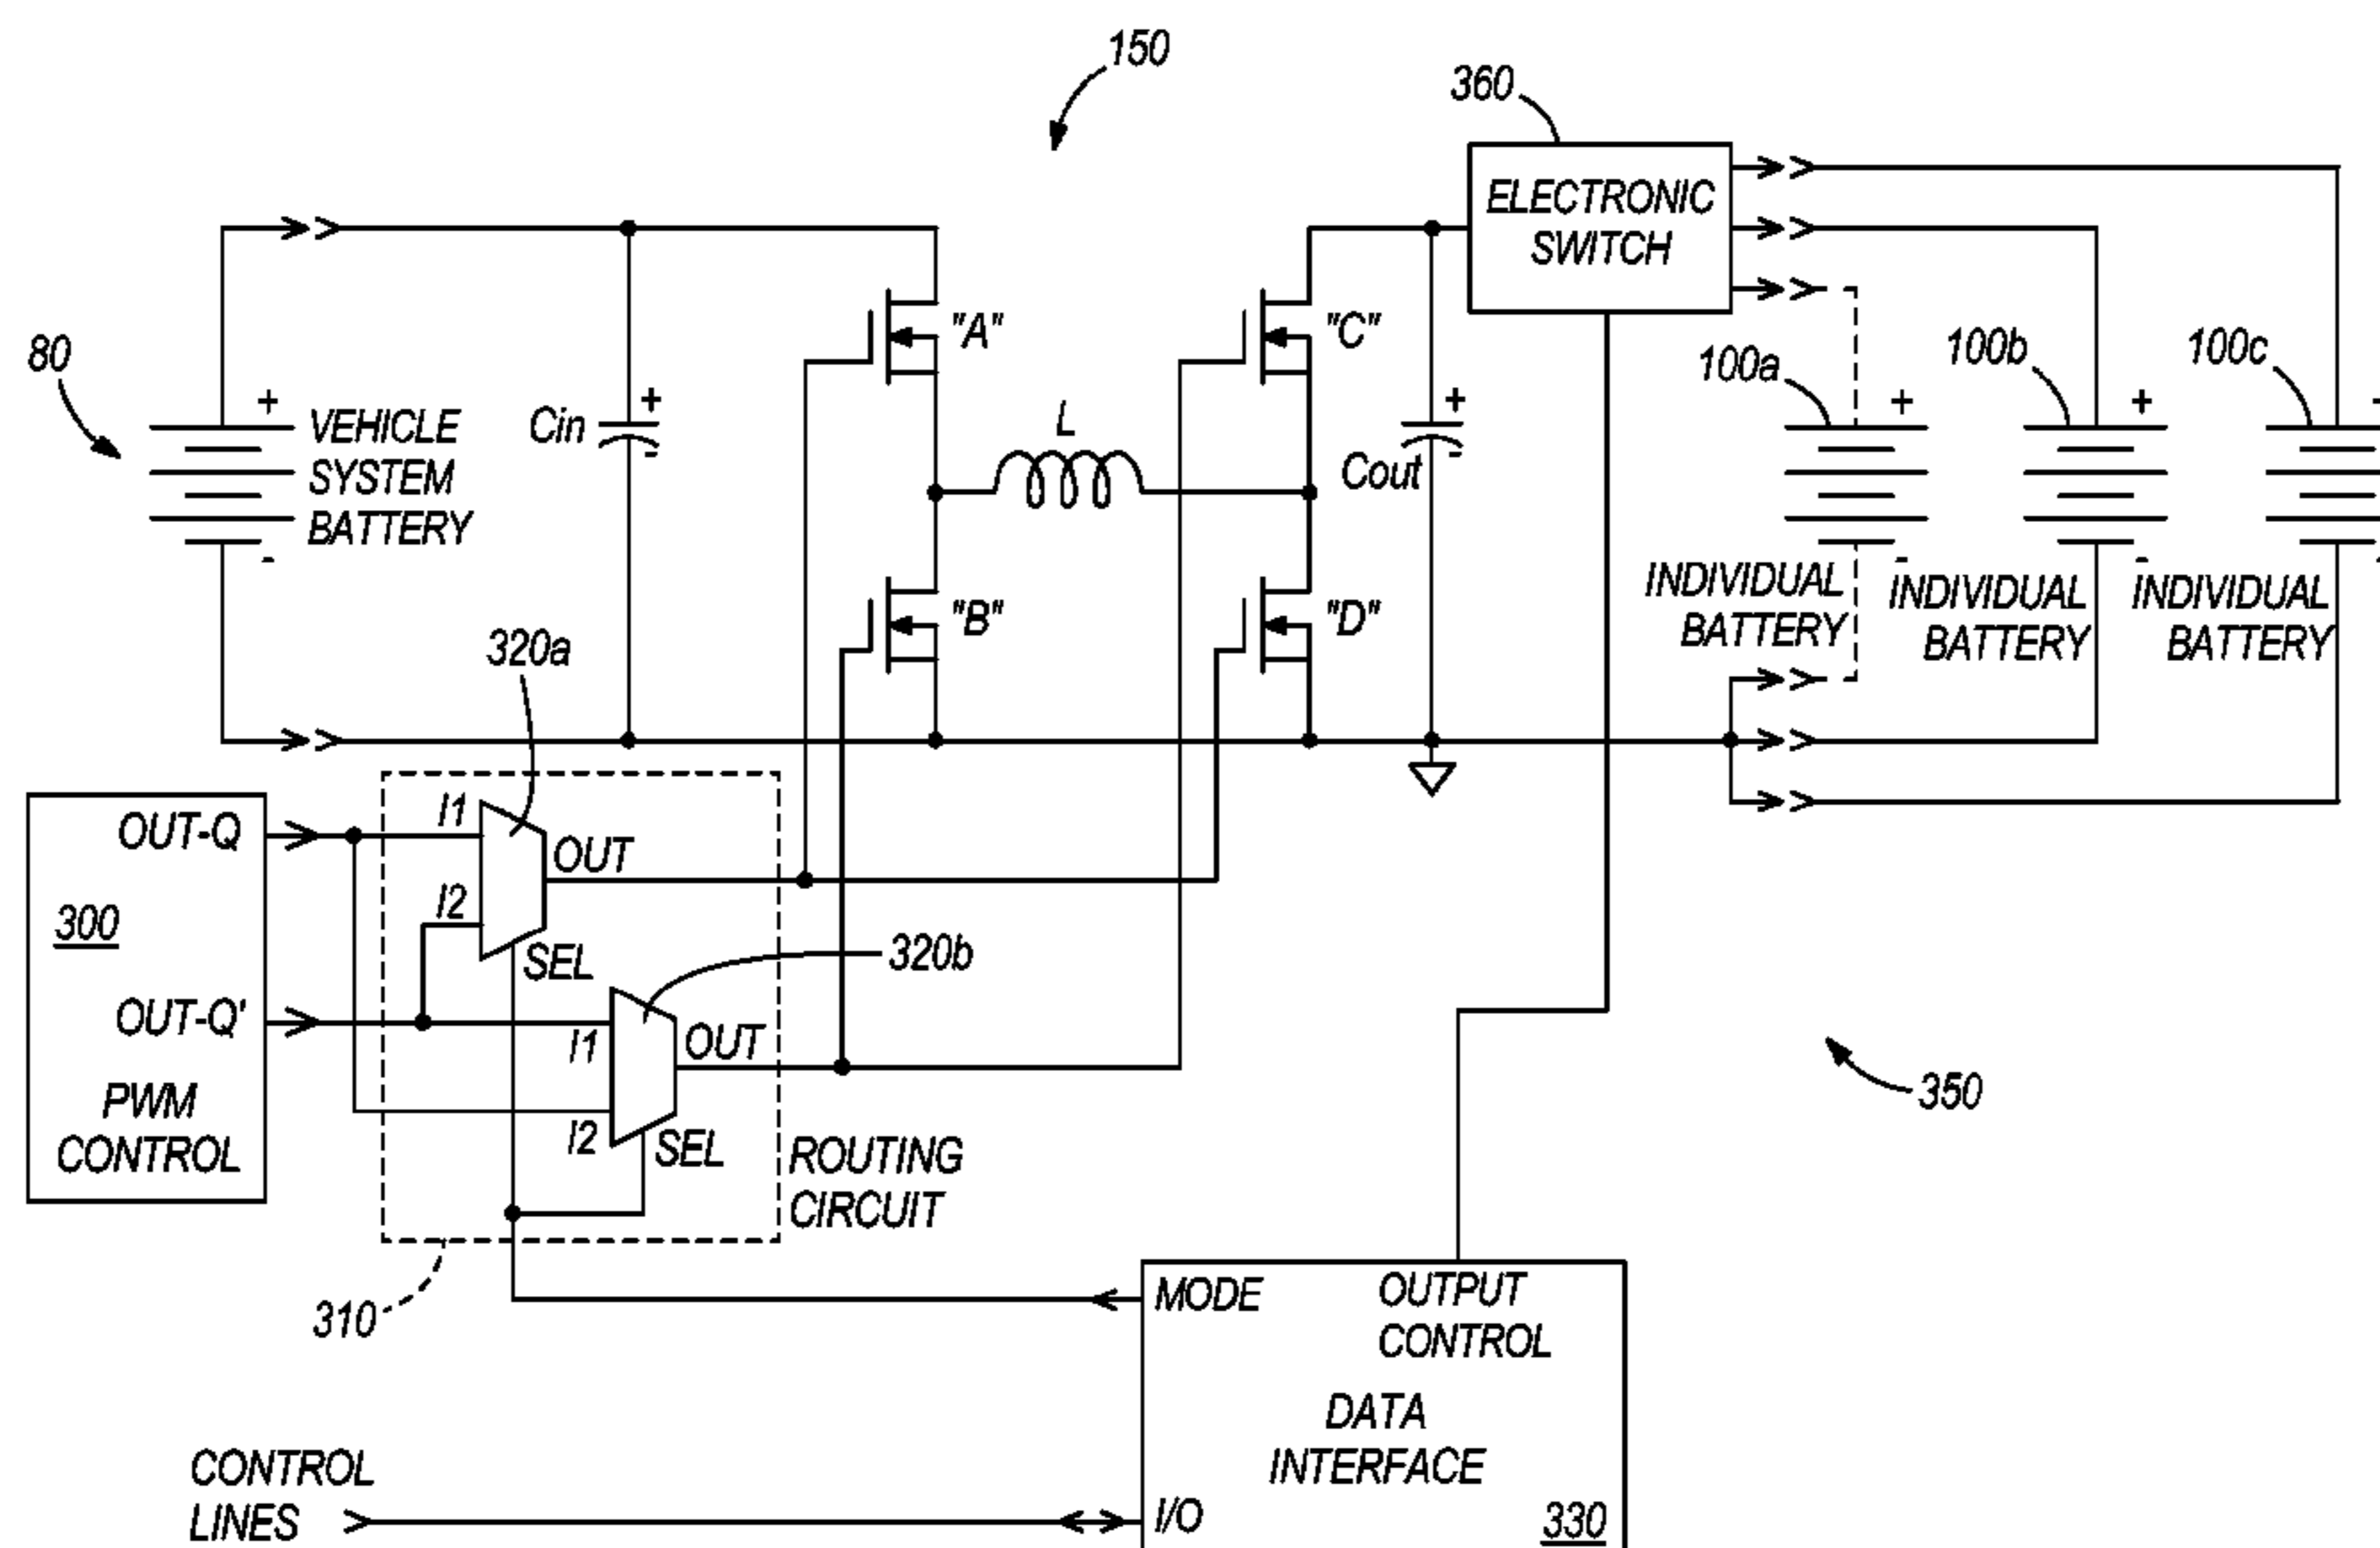 150
360
ELECTRONIC
SWITCH
"A"
"C"
80
100a
100b
100c
+
VEHICLE
SYSTEM
BATTERY
-
Cin
+
-
L
Cout
+
-
+
-
+
-
INDIVIDUAL
BATTERY
INDIVIDUAL
BATTERY
INDIVIDUAL
BATTERY
"B"
"D"
320a
OUT-Q
I1
OUT
300
I2
SEL
320b
OUT-Q'
I1
OUT
PWM
CONTROL
I2
SEL
ROUTING
CIRCUIT
350
310
MODE
OUTPUT
CONTROL
DATA
INTERFACE
CONTROL
LINES
I/O
330